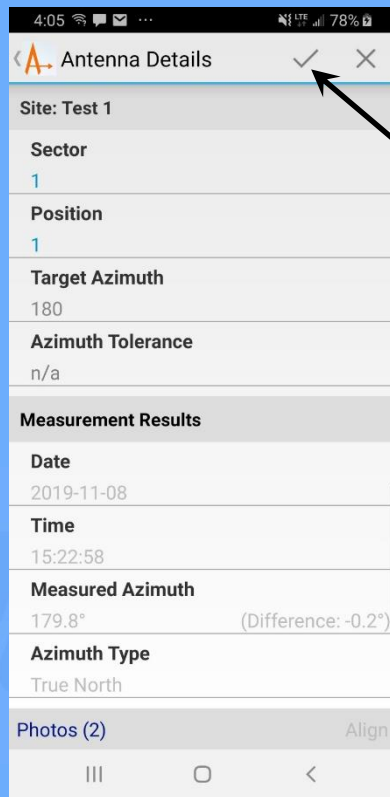 4:05 ... LTE 78%
Antenna Details
Site: Test 1
Sector
1
Position
1
Target Azimuth
180
Azimuth Tolerance
n/a
Measurement Results
Date
2019-11-08
Time
15:22:58
Measured Azimuth
179.8° (Difference: -0.2°)
Azimuth Type
True North
Photos (2) Align